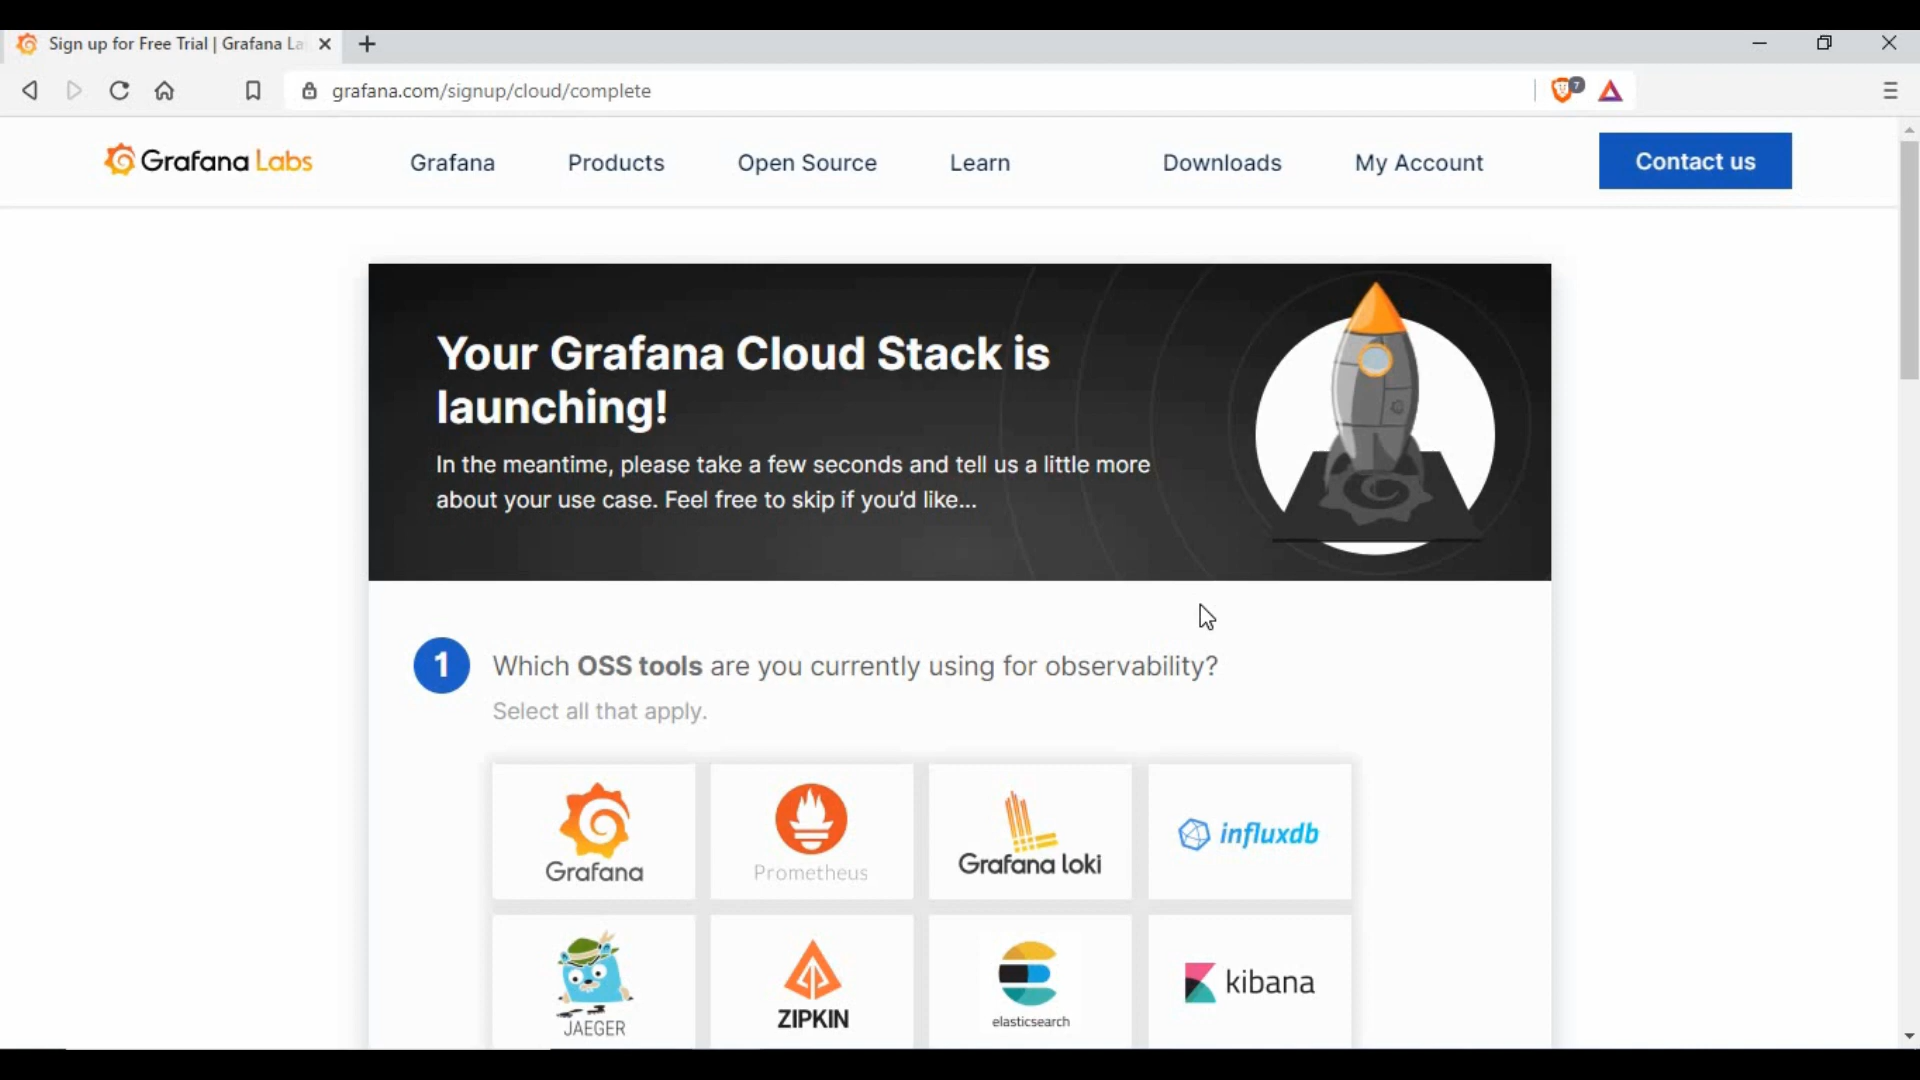 Sign up for Free Trial | Grafana La
grafana.com/signup/cloud/complete
7
Grafana Labs
Grafana
Products
Open Source
Learn
Downloads
My Account
Contact us
Your Grafana Cloud Stack is
launching!
In the meantime, please take a few seconds and tell us a little more
about your use case. Feel free to skip if you'd like...
1
Which OSS tools are you currently using for observability?
Select all that apply.
Grafana
Prometheus
Grafana loki
influxdb
JAEGER
ZIPKIN
elasticsearch
kibana